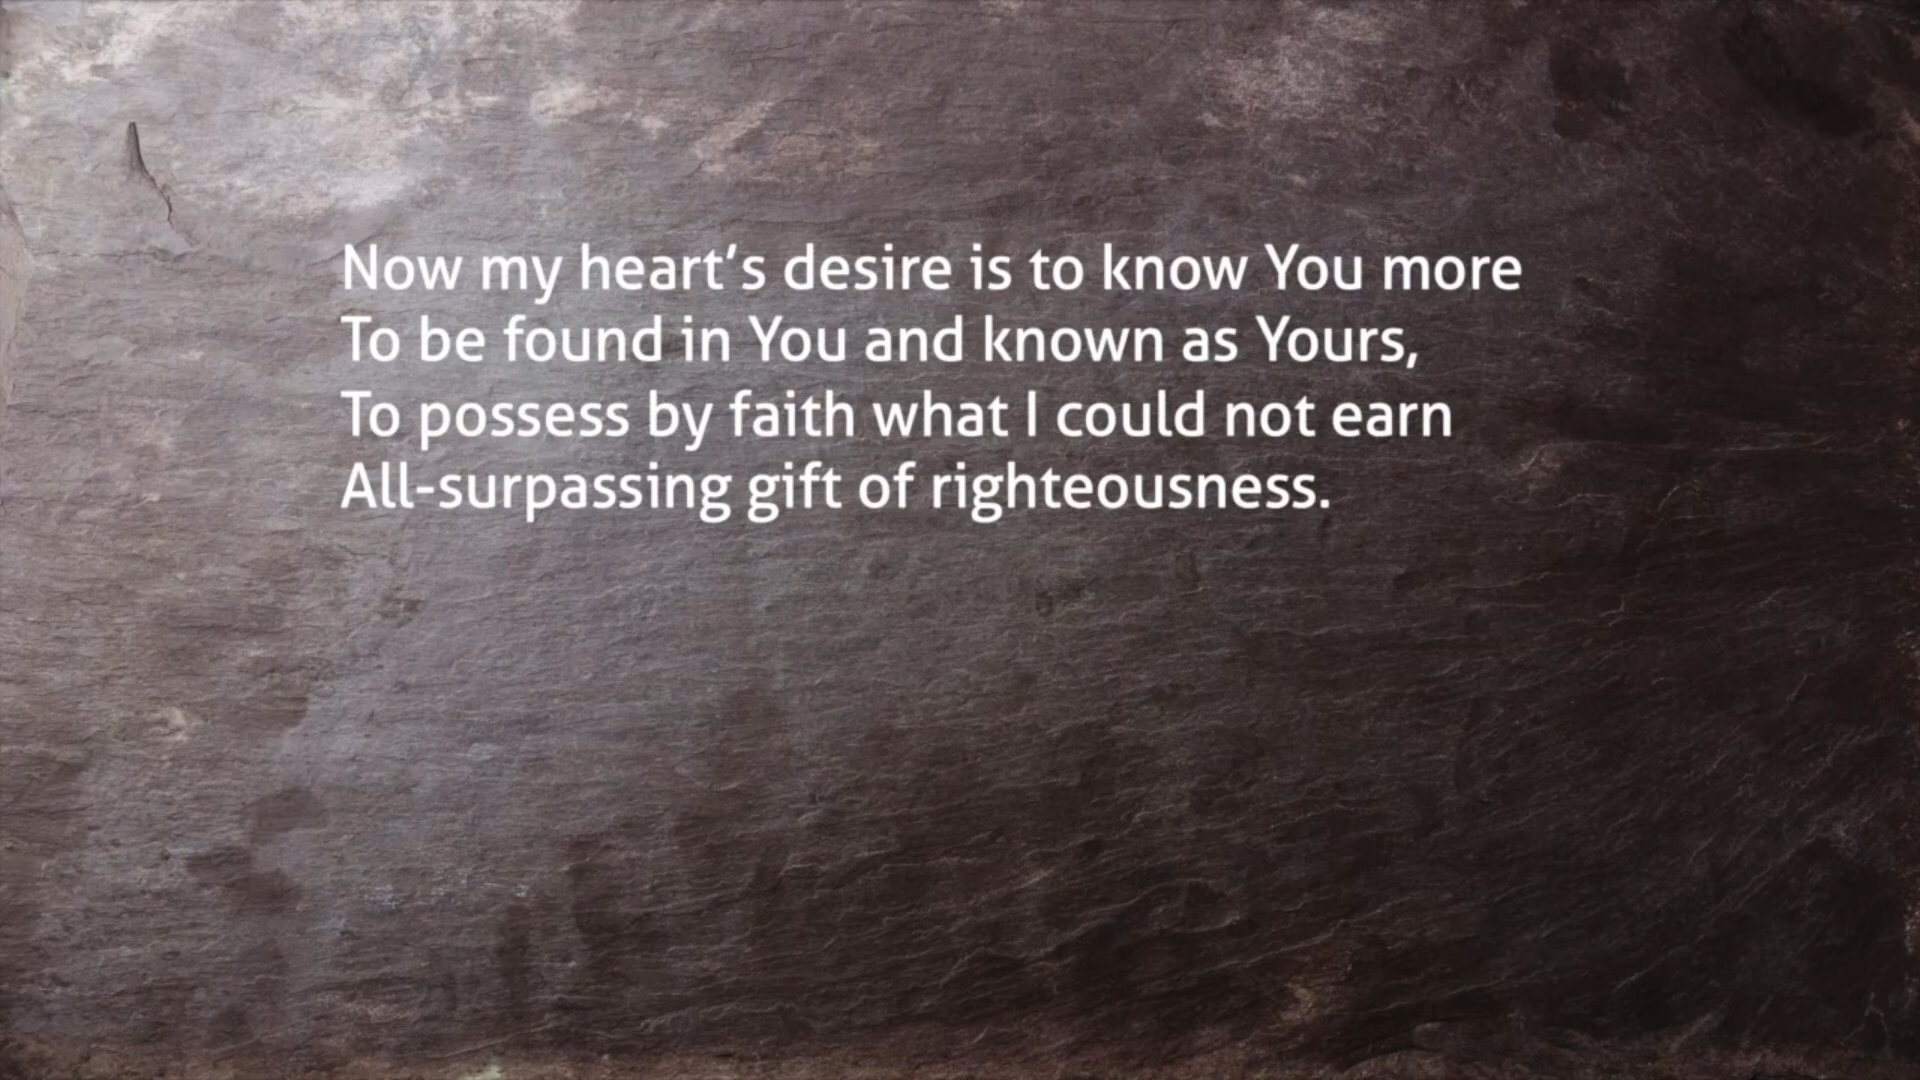 Now my heart’s desire is to know You more
To be found in You and known as Yours,
To possess by faith what I could not earn
All-surpassing gift of righteousness.